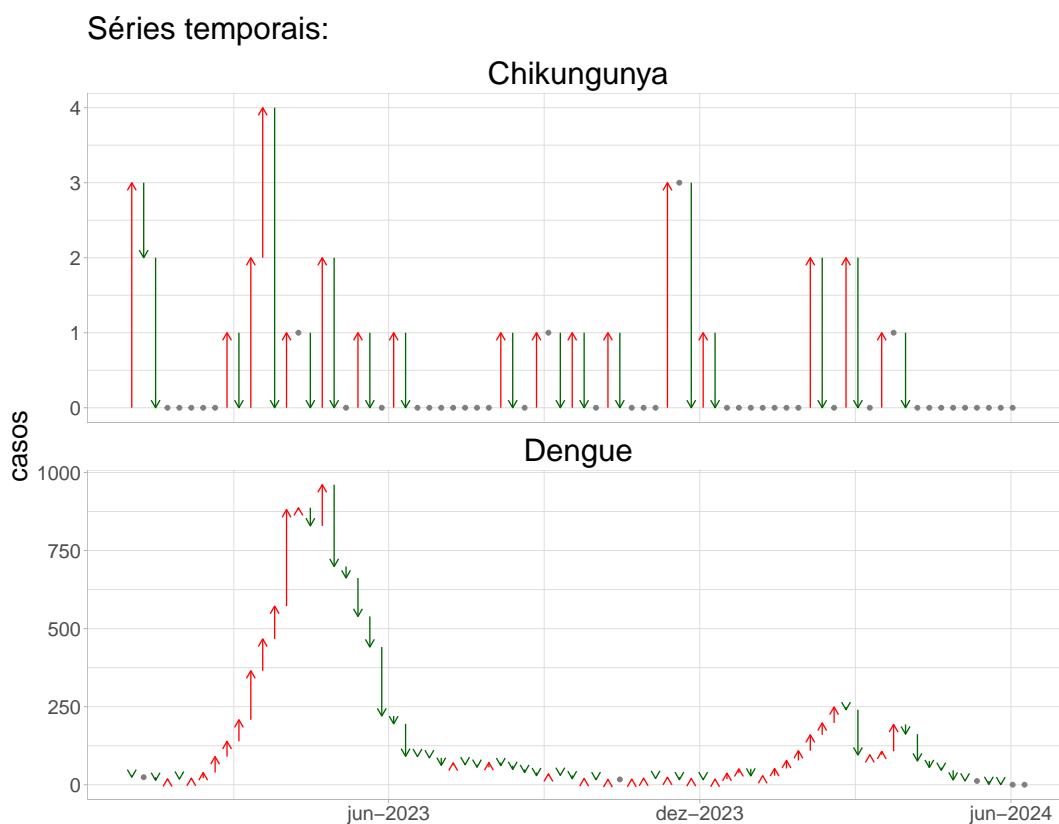 Séries temporais:
Chikungunya
4
3
2
1
0
casos
Dengue
1000
750
500
250
0
jun−2023
dez−2023
jun−2024